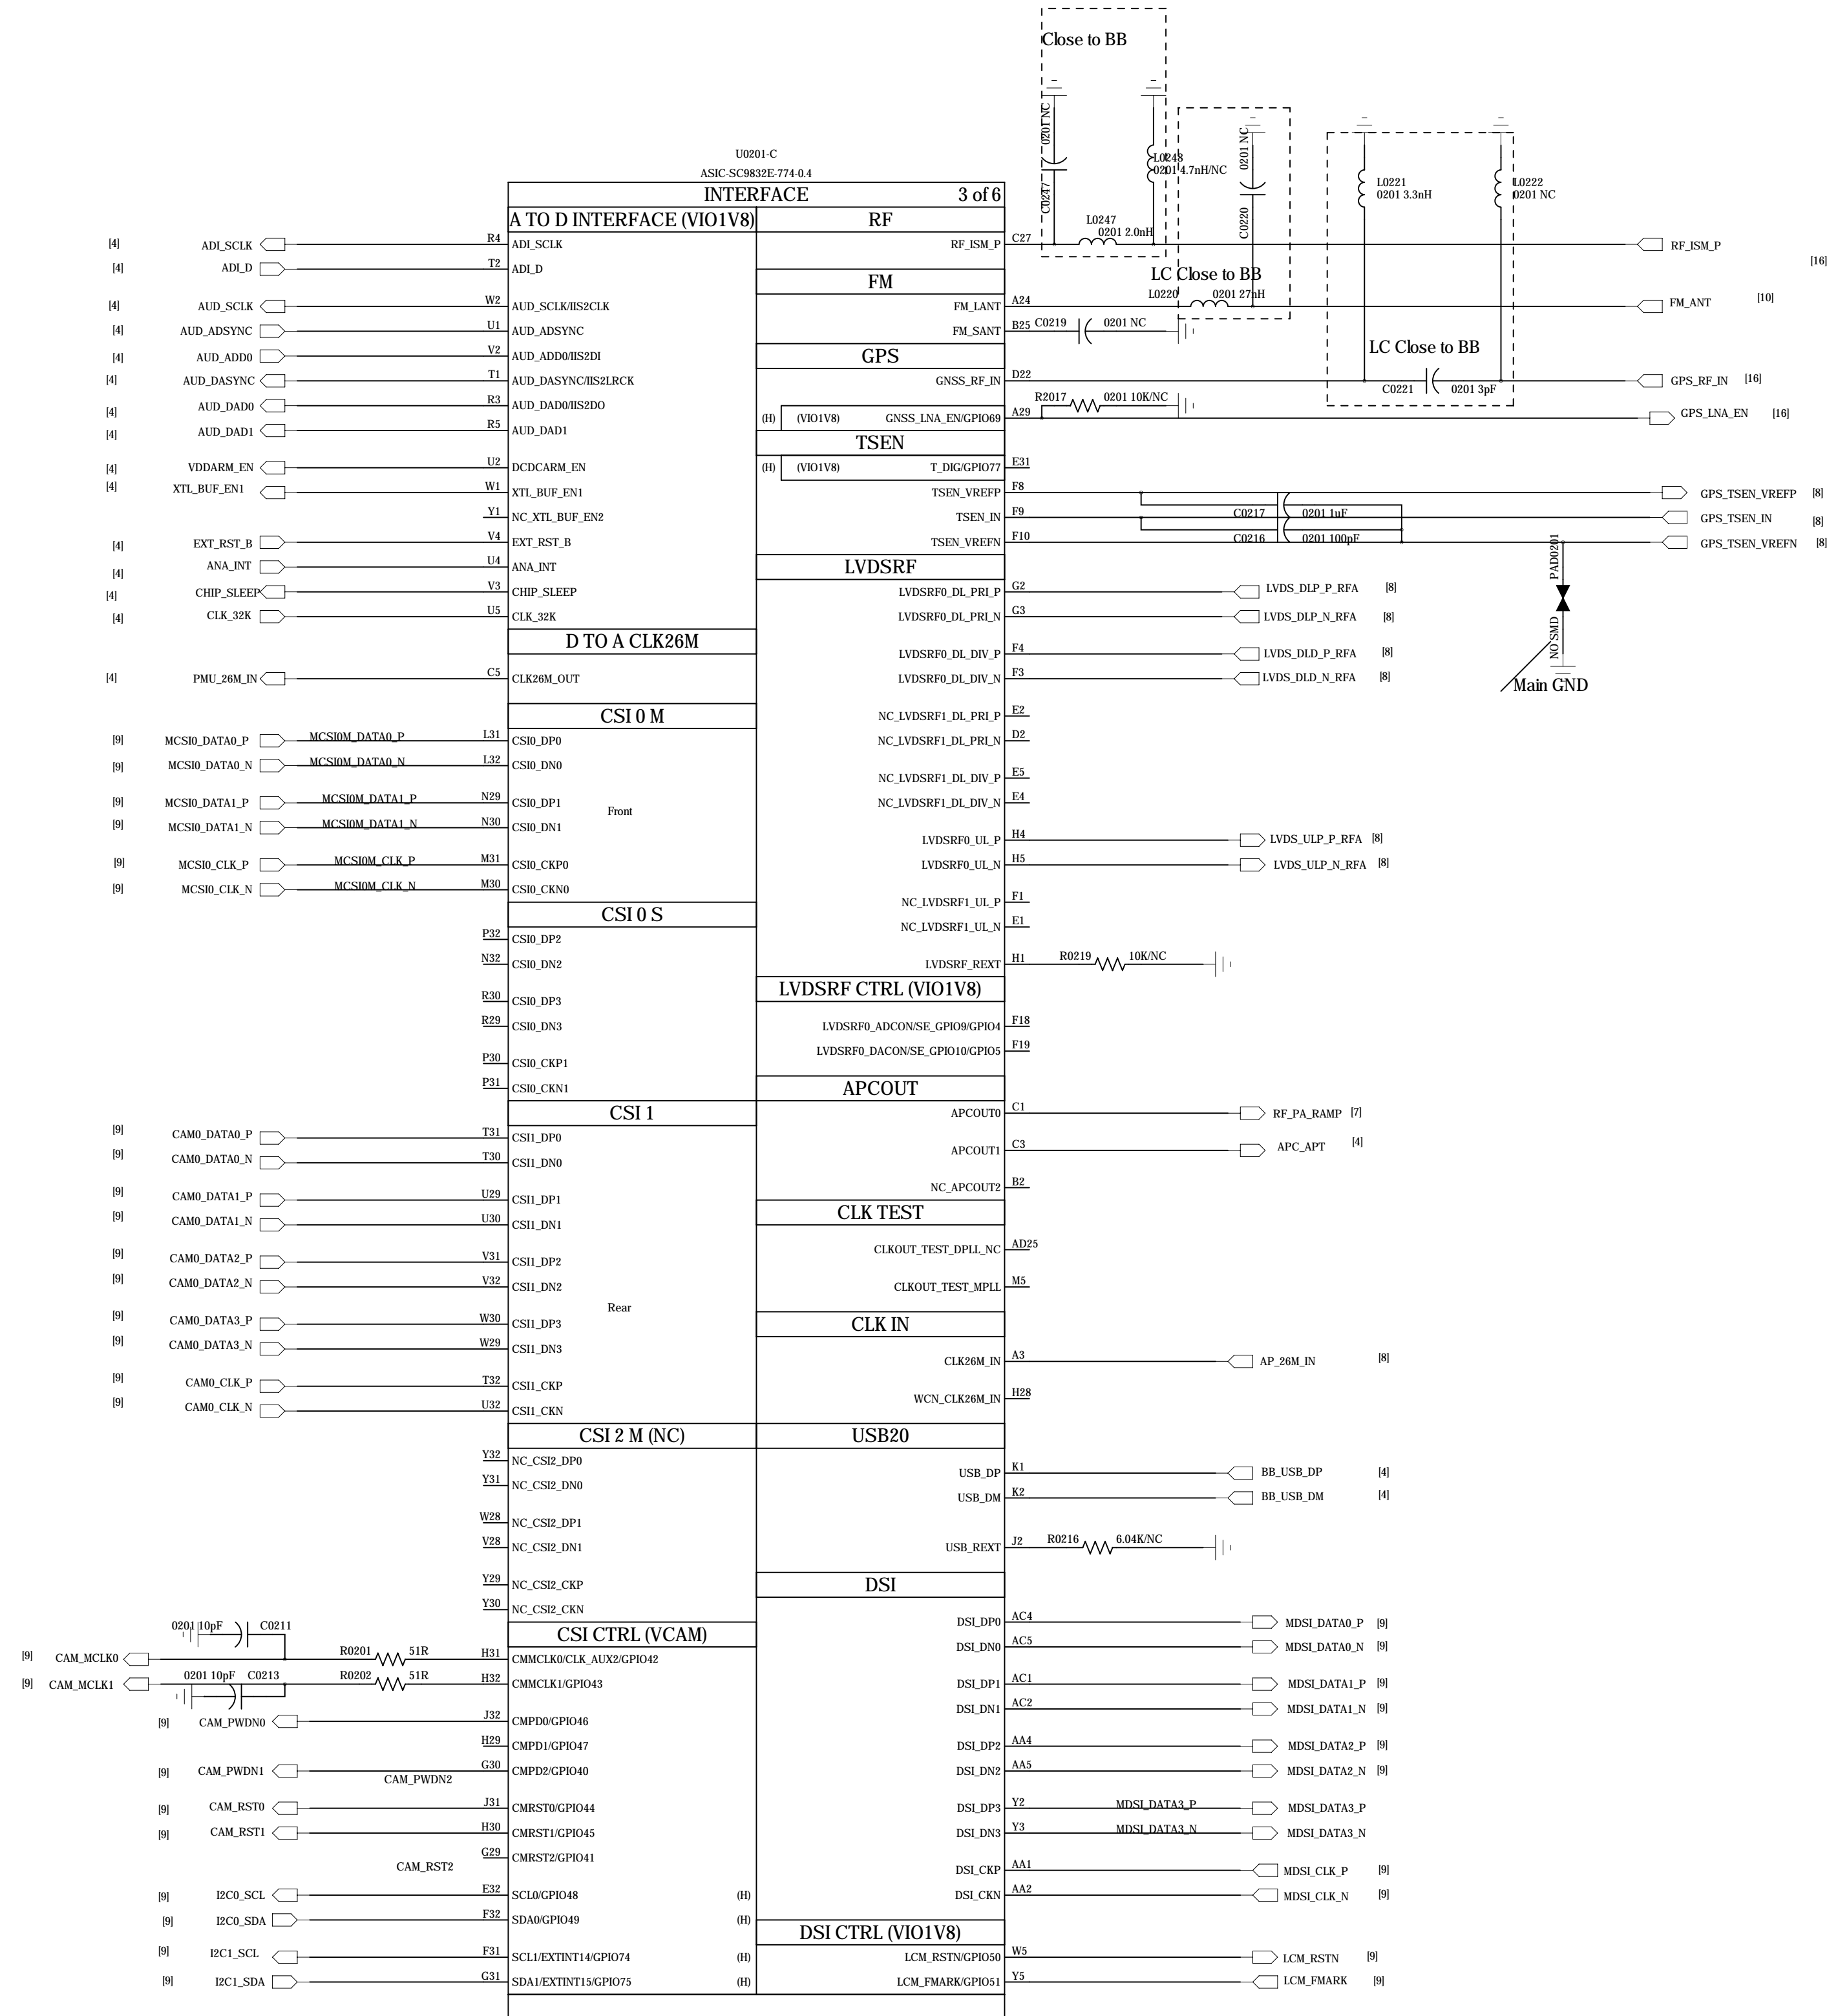 Close to BB
0201 NC
C0247
L0248
0201 4.7nH/NC
L0247
0201 2.0nH
0201 NC
C0220
LC Close to BB
L0220 0201 27nH
L0221
0201 3.3nH
L0222
0201 NC
LC Close to BB
C0221 0201 3pF
U0201-C
ASIC-SC9832E-774-0.4
INTERFACE 3 of 6
A TO D INTERFACE (VIO1V8)
[4] ADI_SCLK R4 ADI_SCLK
[4] ADI_D T2 ADI_D
[4] AUD_SCLK W2 AUD_SCLK/IIS2CLK
[4] AUD_ADSYNC U1 AUD_ADSYNC
[4] AUD_ADD0 V2 AUD_ADD0/IIS2DI
[4] AUD_DASYNC T1 AUD_DASYNC/IIS2LRCK
[4] AUD_DAD0 R3 AUD_DAD0/IIS2DO
[4] AUD_DAD1 R5 AUD_DAD1
[4] VDDARM_EN U2 DCDCARM_EN
[4] XTL_BUF_EN1 W1 XTL_BUF_EN1
Y1 NC_XTL_BUF_EN2
[4] EXT_RST_B V4 EXT_RST_B
[4] ANA_INT U4 ANA_INT
[4] CHIP_SLEEP V3 CHIP_SLEEP
[4] CLK_32K U5 CLK_32K
D TO A CLK26M
[4] PMU_26M_IN C5 CLK26M_OUT
CSI 0 M
[9] MCSI0_DATA0_P MCSI0M_DATA0_P L31 CSI0_DP0
[9] MCSI0_DATA0_N MCSI0M_DATA0_N L32 CSI0_DN0
[9] MCSI0_DATA1_P MCSI0M_DATA1_P N29 CSI0_DP1
Front
[9] MCSI0_DATA1_N MCSI0M_DATA1_N N30 CSI0_DN1
[9] MCSI0_CLK_P MCSI0M_CLK_P M31 CSI0_CKP0
[9] MCSI0_CLK_N MCSI0M_CLK_N M30 CSI0_CKN0
CSI 0 S
P32 CSI0_DP2
N32 CSI0_DN2
R30 CSI0_DP3
R29 CSI0_DN3
P30 CSI0_CKP1
P31 CSI0_CKN1
CSI 1
[9] CAM0_DATA0_P T31 CSI1_DP0
[9] CAM0_DATA0_N T30 CSI1_DN0
[9] CAM0_DATA1_P U29 CSI1_DP1
[9] CAM0_DATA1_N U30 CSI1_DN1
[9] CAM0_DATA2_P V31 CSI1_DP2
[9] CAM0_DATA2_N V32 CSI1_DN2
Rear
[9] CAM0_DATA3_P W30 CSI1_DP3
[9] CAM0_DATA3_N W29 CSI1_DN3
[9] CAM0_CLK_P T32 CSI1_CKP
[9] CAM0_CLK_N U32 CSI1_CKN
CSI 2 M (NC)
Y32 NC_CSI2_DP0
Y31 NC_CSI2_DN0
W28 NC_CSI2_DP1
V28 NC_CSI2_DN1
Y29 NC_CSI2_CKP
Y30 NC_CSI2_CKN
CSI CTRL (VCAM)
0201 10pF C0211
[9] CAM_MCLK0 R0201 51R H31 CMMCLK0/CLK_AUX2/GPIO42
0201 10pF C0213
[9] CAM_MCLK1 R0202 51R H32 CMMCLK1/GPIO43
[9] CAM_PWDN0 J32 CMPD0/GPIO46
H29 CMPD1/GPIO47
[9] CAM_PWDN1 G30 CMPD2/GPIO40
CAM_PWDN2
[9] CAM_RST0 J31 CMRST0/GPIO44
[9] CAM_RST1 H30 CMRST1/GPIO45
G29 CMRST2/GPIO41
CAM_RST2
[9] I2C0_SCL E32 SCL0/GPIO48 (H)
[9] I2C0_SDA F32 SDA0/GPIO49 (H)
[9] I2C1_SCL F31 SCL1/EXTINT14/GPIO74 (H)
[9] I2C1_SDA G31 SDA1/EXTINT15/GPIO75 (H)
RF
RF_ISM_P C27 RF_ISM_P
[16]
FM
FM_LANT A24 FM_ANT [10]
FM_SANT B25 C0219 0201 NC
GPS
GNSS_RF_IN D22 GPS_RF_IN [16]
R2017 0201 10K/NC
(H) (VIO1V8) GNSS_LNA_EN/GPIO69 A29 GPS_LNA_EN [16]
TSEN
(H) (VIO1V8) T_DIG/GPIO77 E31
TSEN_VREFP F8 GPS_TSEN_VREFP [8]
C0217 0201 1uF
TSEN_IN F9 GPS_TSEN_IN [8]
C0216 0201 100pF
TSEN_VREFN F10 GPS_TSEN_VREFN [8]
PAD0201
NO SMD
Main GND
LVDSRF
LVDSRF0_DL_PRI_P G2 LVDS_DLP_P_RFA [8]
LVDSRF0_DL_PRI_N G3 LVDS_DLP_N_RFA [8]
LVDSRF0_DL_DIV_P F4 LVDS_DLD_P_RFA [8]
LVDSRF0_DL_DIV_N F3 LVDS_DLD_N_RFA [8]
NC_LVDSRF1_DL_PRI_P E2
NC_LVDSRF1_DL_PRI_N D2
NC_LVDSRF1_DL_DIV_P E5
NC_LVDSRF1_DL_DIV_N E4
LVDSRF0_UL_P H4 LVDS_ULP_P_RFA [8]
LVDSRF0_UL_N H5 LVDS_ULP_N_RFA [8]
NC_LVDSRF1_UL_P F1
NC_LVDSRF1_UL_N E1
LVDSRF_REXT H1 R0219 10K/NC
LVDSRF CTRL (VIO1V8)
LVDSRF0_ADCON/SE_GPIO9/GPIO4 F18
LVDSRF0_DACON/SE_GPIO10/GPIO5 F19
APCOUT
APCOUT0 C1 RF_PA_RAMP [7]
APCOUT1 C3 APC_APT [4]
NC_APCOUT2 B2
CLK TEST
CLKOUT_TEST_DPLL_NC AD25
CLKOUT_TEST_MPLL M5
CLK IN
CLK26M_IN A3 AP_26M_IN [8]
WCN_CLK26M_IN H28
USB20
USB_DP K1 BB_USB_DP [4]
USB_DM K2 BB_USB_DM [4]
USB_REXT J2 R0216 6.04K/NC
DSI
DSI_DP0 AC4 MDSI_DATA0_P [9]
DSI_DN0 AC5 MDSI_DATA0_N [9]
DSI_DP1 AC1 MDSI_DATA1_P [9]
DSI_DN1 AC2 MDSI_DATA1_N [9]
DSI_DP2 AA4 MDSI_DATA2_P [9]
DSI_DN2 AA5 MDSI_DATA2_N [9]
DSI_DP3 Y2 MDSI_DATA3_P MDSI_DATA3_P
DSI_DN3 Y3 MDSI_DATA3_N MDSI_DATA3_N
DSI_CKP AA1 MDSI_CLK_P [9]
DSI_CKN AA2 MDSI_CLK_N [9]
DSI CTRL (VIO1V8)
LCM_RSTN/GPIO50 W5 LCM_RSTN [9]
LCM_FMARK/GPIO51 Y5 LCM_FMARK [9]